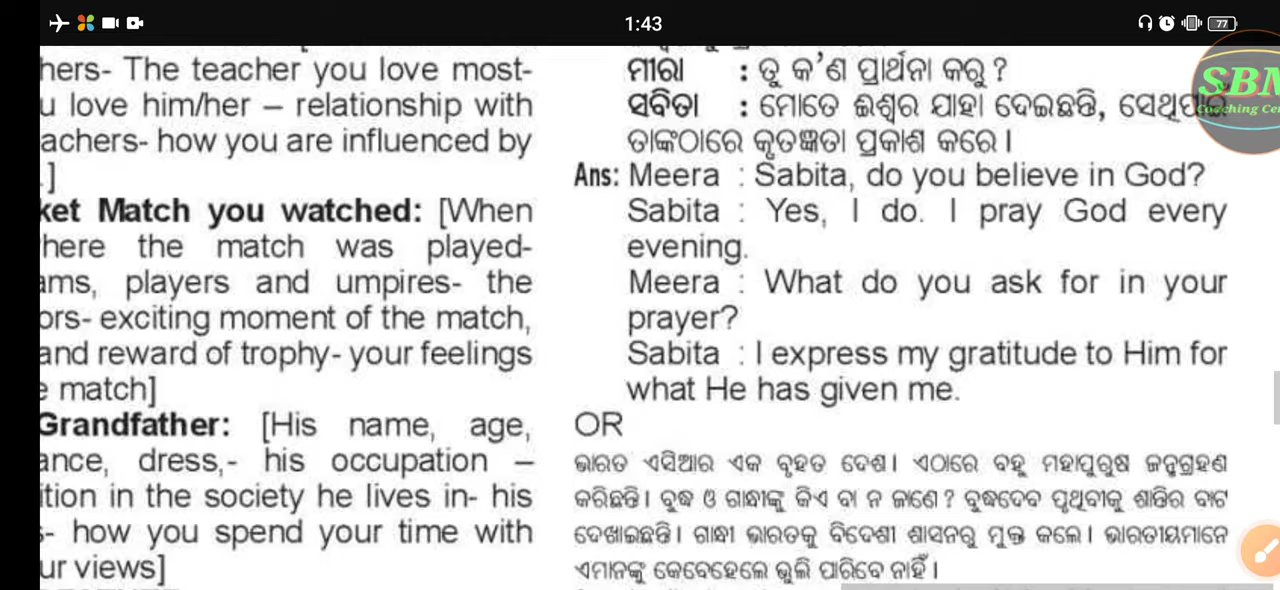 1:43
77
SBM
Coaching Cen
hers- The teacher you love most-
u love him/her – relationship with
achers- how you are influenced by
.]
ket Match you watched: [When
here the match was played-
ams, players and umpires- the
ors- exciting moment of the match,
and reward of trophy- your feelings
e match]
Grandfather: [His name, age,
ance, dress,- his occupation –
ition in the society he lives in- his
s- how you spend your time with
ur views]
ମୀରା : ତୁ କ'ଣ ପ୍ରାର୍ଥନା କରୁ ?
ସବିତା : ମୋତେ ଈଶ୍ୱର ଯାହା ଦେଇଛନ୍ତି, ସେଥିପାଇଁ
ତାଙ୍କଠାରେ କୃତଜ୍ଞତା ପ୍ରକାଶ କରେ ।
Ans: Meera : Sabita, do you believe in God?
Sabita : Yes, I do. I pray God every
evening.
Meera : What do you ask for in your
prayer?
Sabita : I express my gratitude to Him for
what He has given me.
OR
ଭାରତ ଏସିଆର ଏକ ବୃହତ ଦେଶ। ଏଠାରେ ବହୁ ମହାପୁରୁଷ ଜନ୍ମଗ୍ରହଣ
କରିଛନ୍ତି। ବୁଦ୍ଧ ଓ ଗାନ୍ଧୀଙ୍କୁ କିଏ ବା ନ ଜାଣେ ? ବୁଦ୍ଧଦେବ ପୃଥିବୀକୁ ଶାନ୍ତିର ବାଟ
ଦେଖାଇଛନ୍ତି। ଗାନ୍ଧୀ ଭାରତକୁ ବିଦେଶୀ ଶାସନରୁ ମୁକ୍ତ କଲେ। ଭାରତୀୟମାନେ
ଏମାନଙ୍କୁ କେବେହେଲେ ଭୁଲି ପାରିବେ ନାହିଁ।